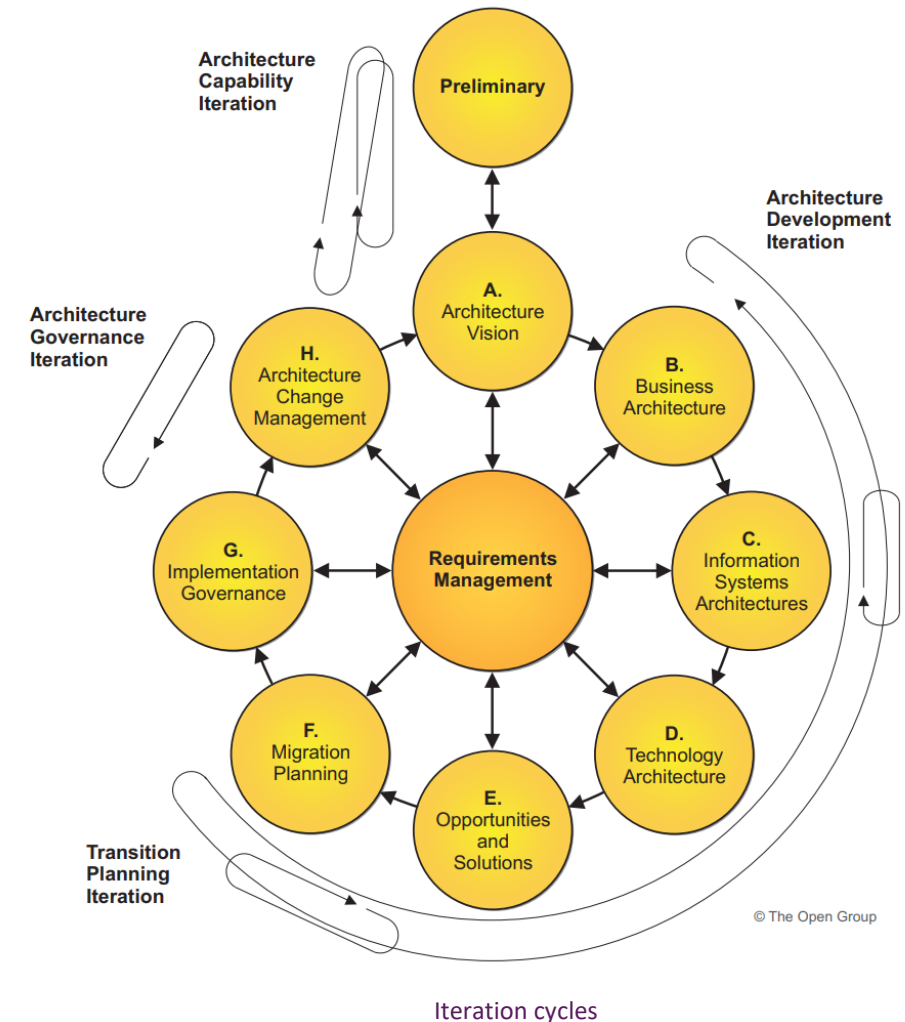 Architecture
Capability
Iteration
Preliminary
Architecture
Development
Iteration
A.
Architecture
Vision
Architecture
Governance
Iteration
H.
Architecture
Change
Management
B.
Business
Architecture
G.
Implementation
Governance
Requirements
Management
C.
Information
Systems
Architectures
F.
Migration
Planning
D.
Technology
Architecture
E.
Opportunities
and
Solutions
Transition
Planning
Iteration
© The Open Group
Iteration cycles